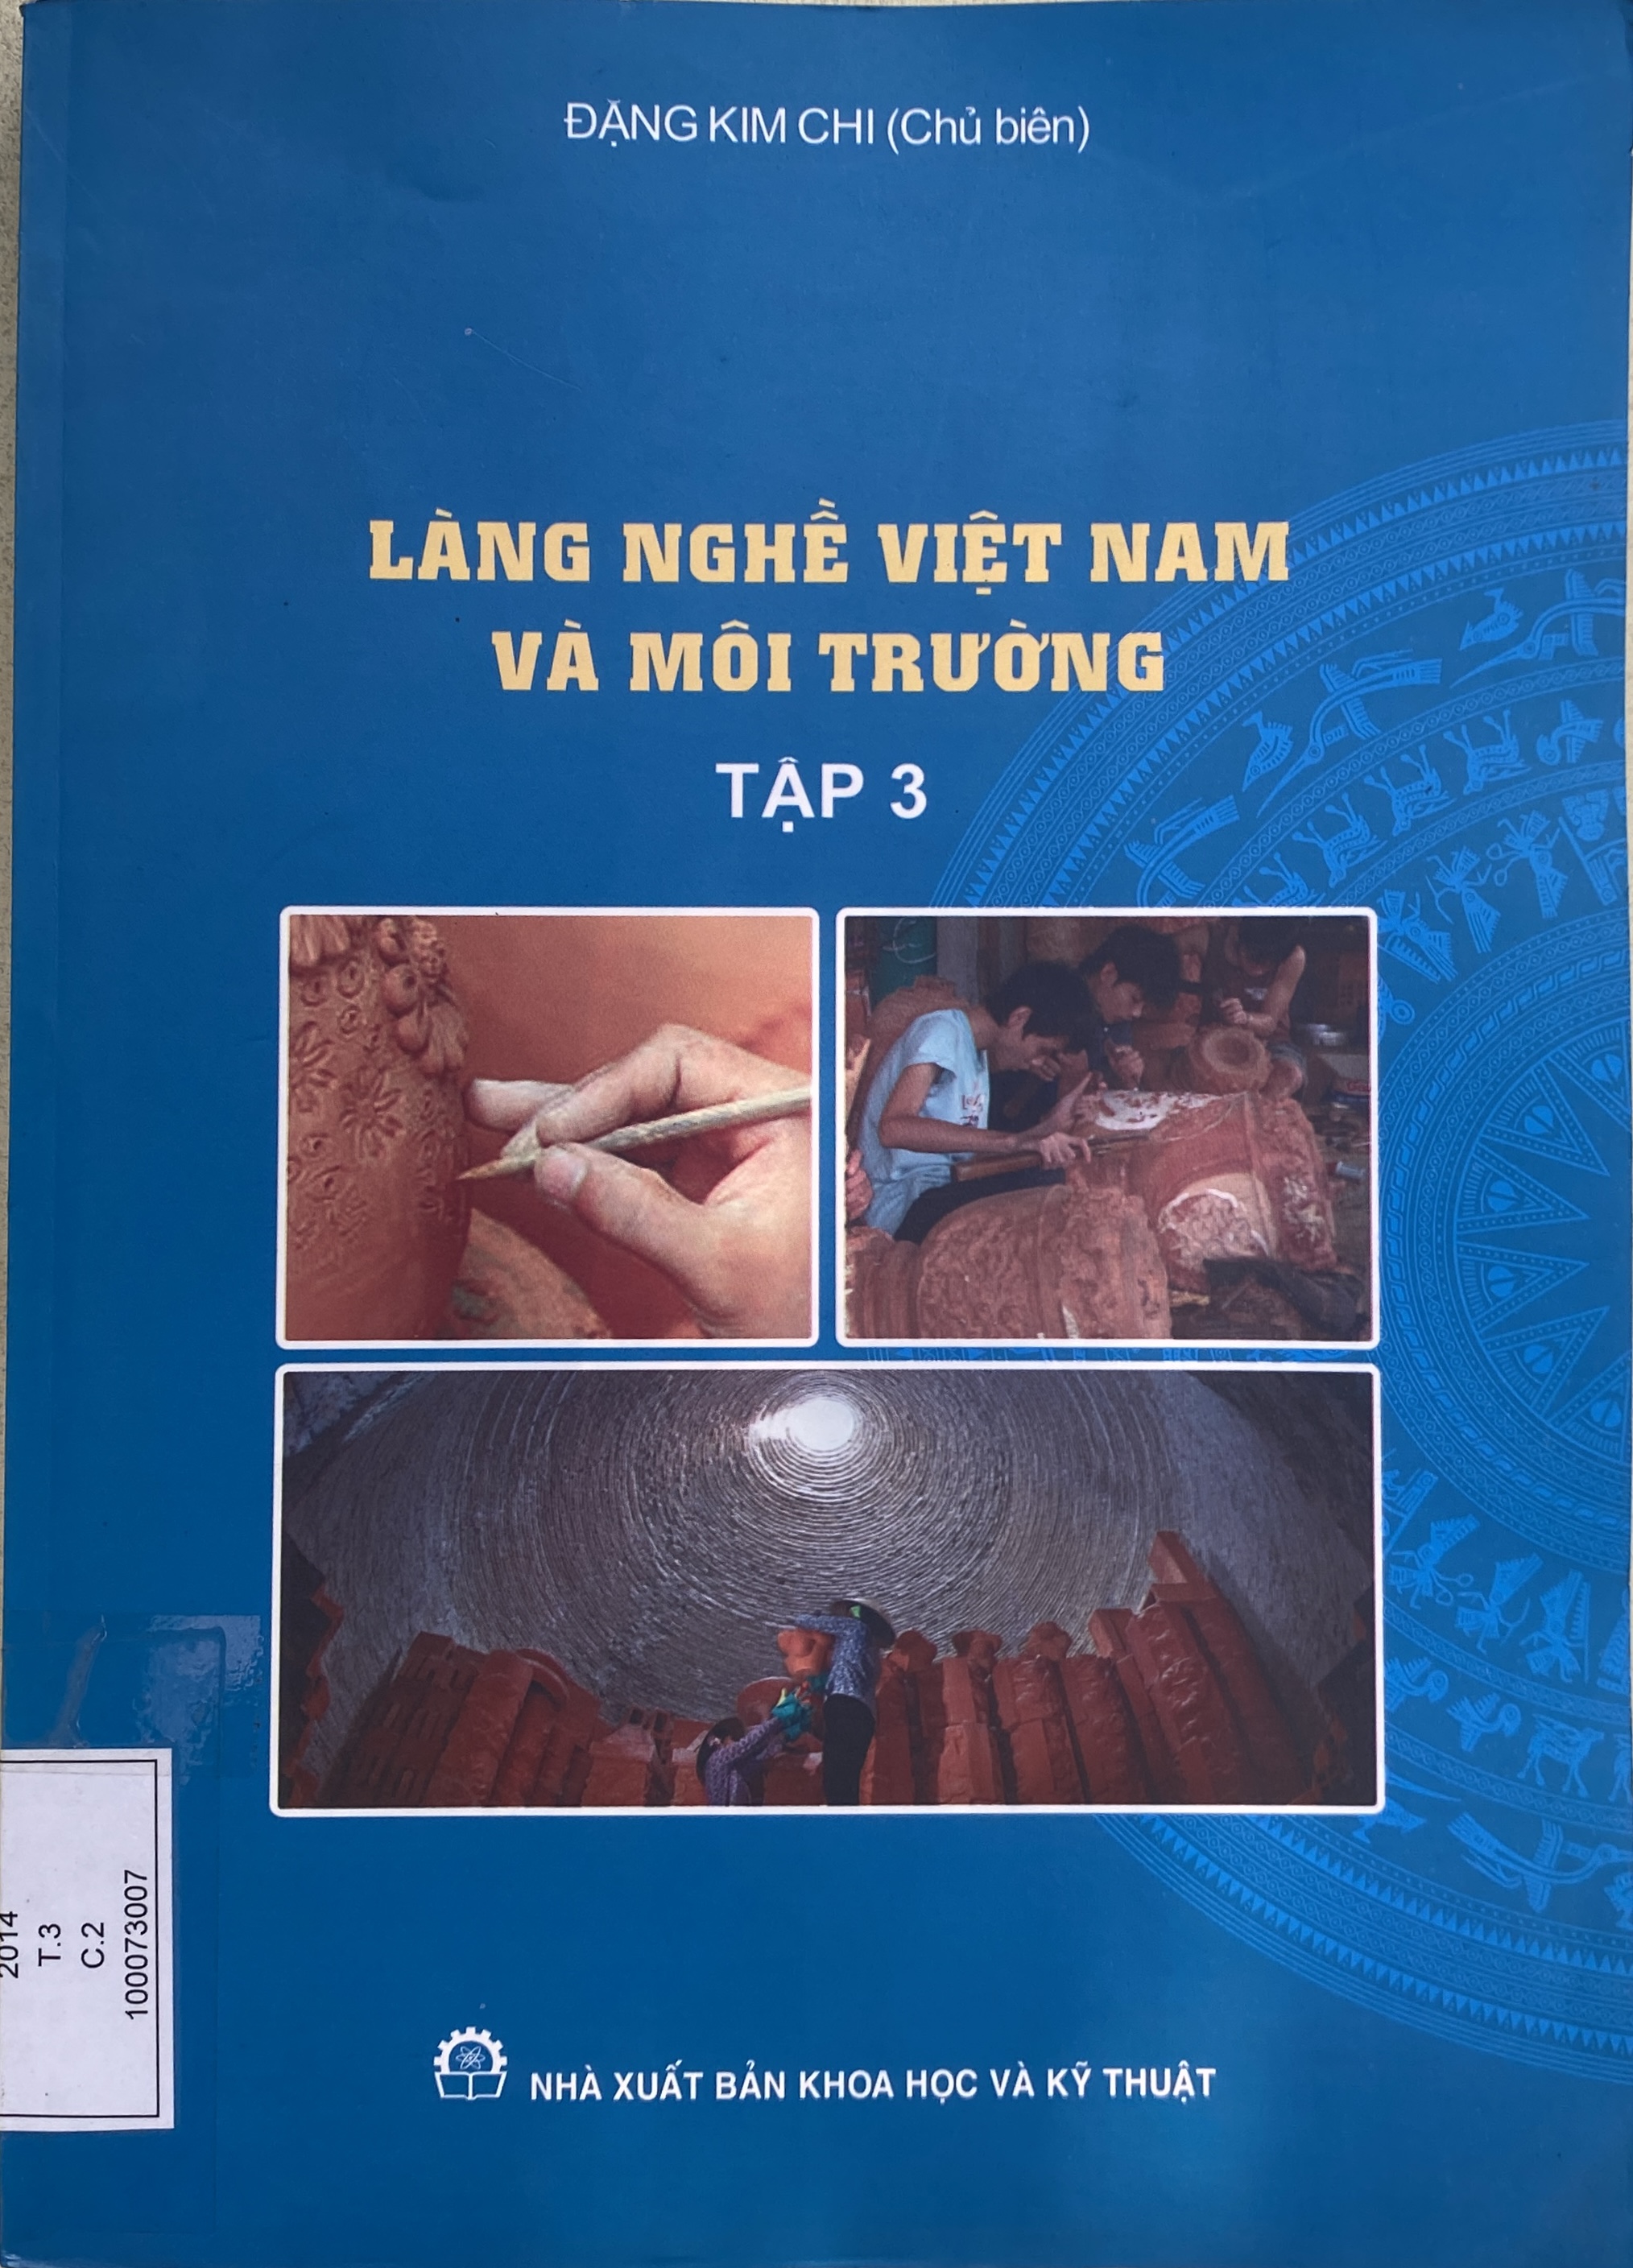 ĐẶNG KIM CHI (Chủ biên)
LÀNG NGHỀ VIỆT NAM
VÀ MÔI TRƯỜNG
TẬP 3
2014
T.3
C.2
100073007
NHÀ XUẤT BẢN KHOA HỌC VÀ KỸ THUẬT